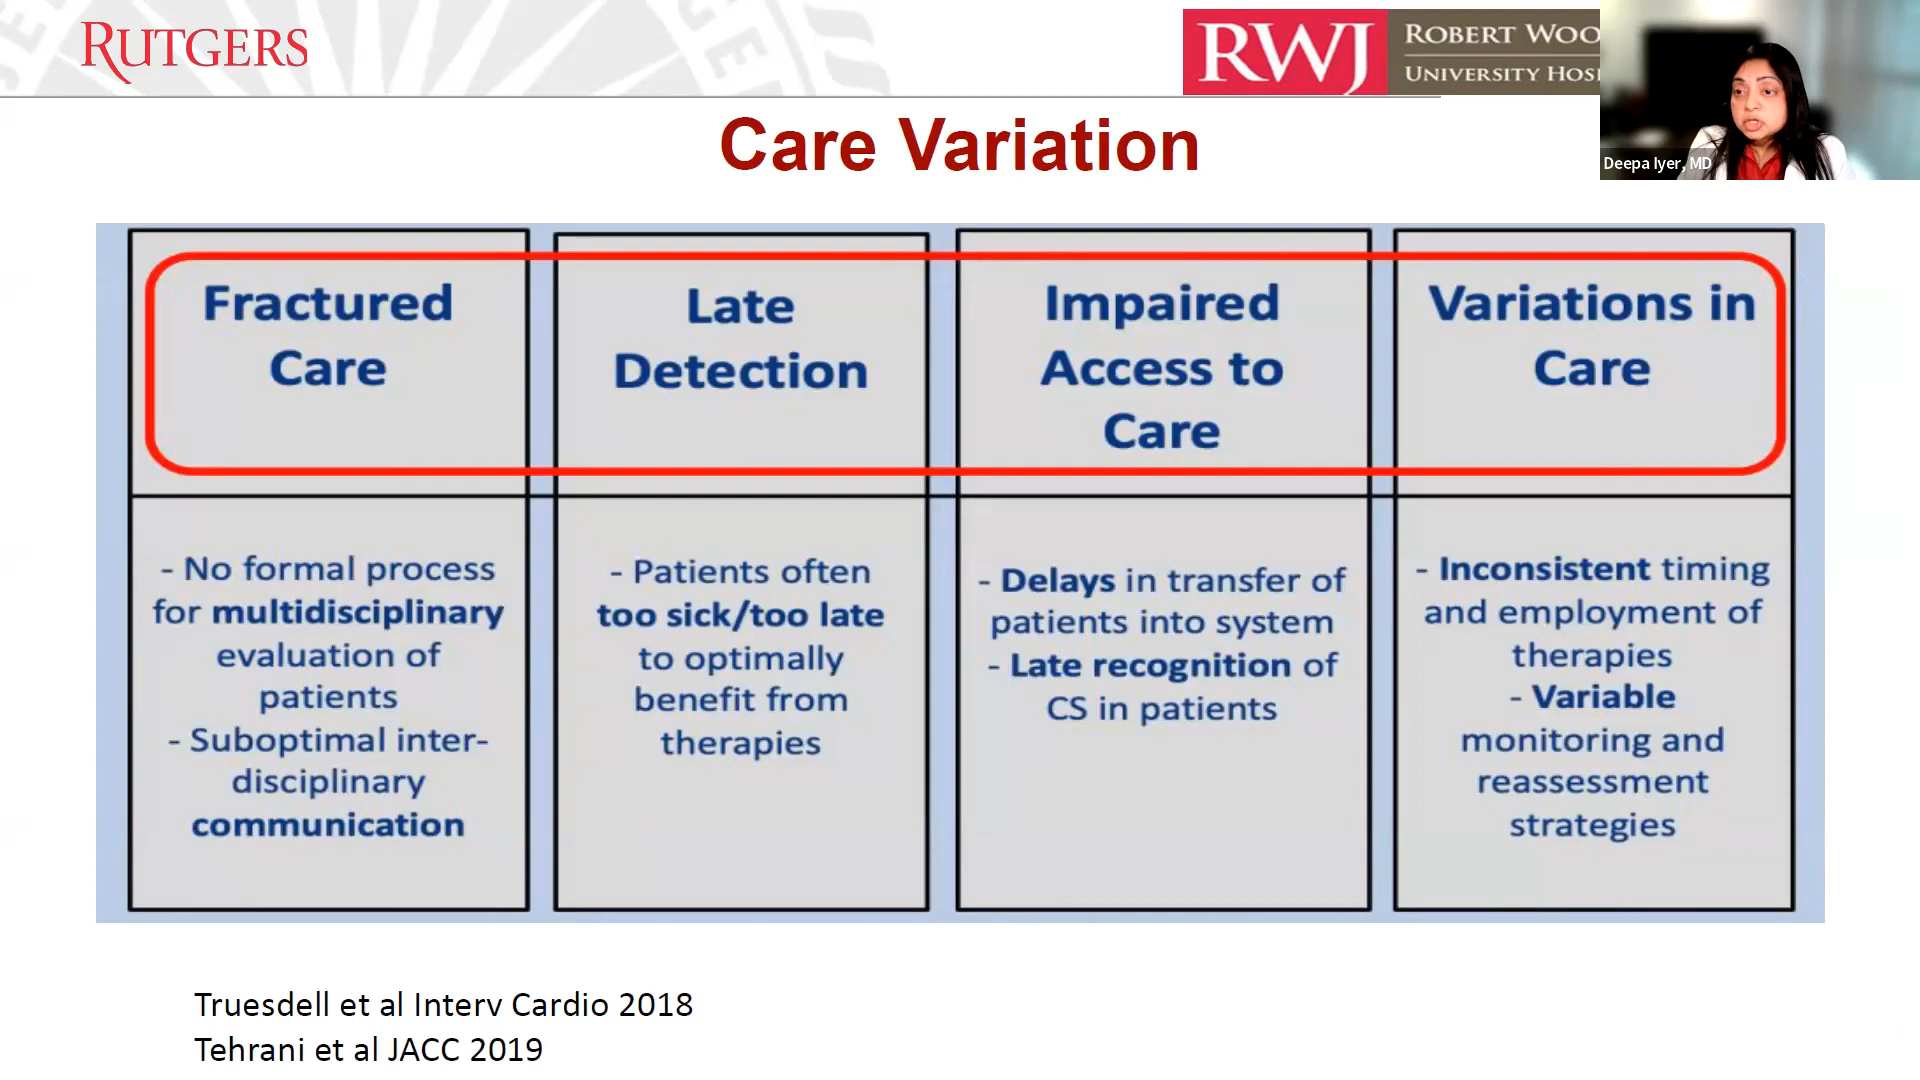 RUTGERS
RWJ
ROBERT WOO
UNIVERSITY HOSI
Deepa Iyer, MD
Care Variation
Fractured
Care
- No formal process
for multidisciplinary
evaluation of
patients
- Suboptimal inter-
disciplinary
communication
Late
Detection
- Patients often
too sick/too late
to optimally
benefit from
therapies
Impaired
Access to
Care
- Delays in transfer of
patients into system
- Late recognition of
CS in patients
Variations in
Care
- Inconsistent timing
and employment of
therapies
- Variable
monitoring and
reassessment
strategies
Truesdell et al Interv Cardio 2018
Tehrani et al JACC 2019